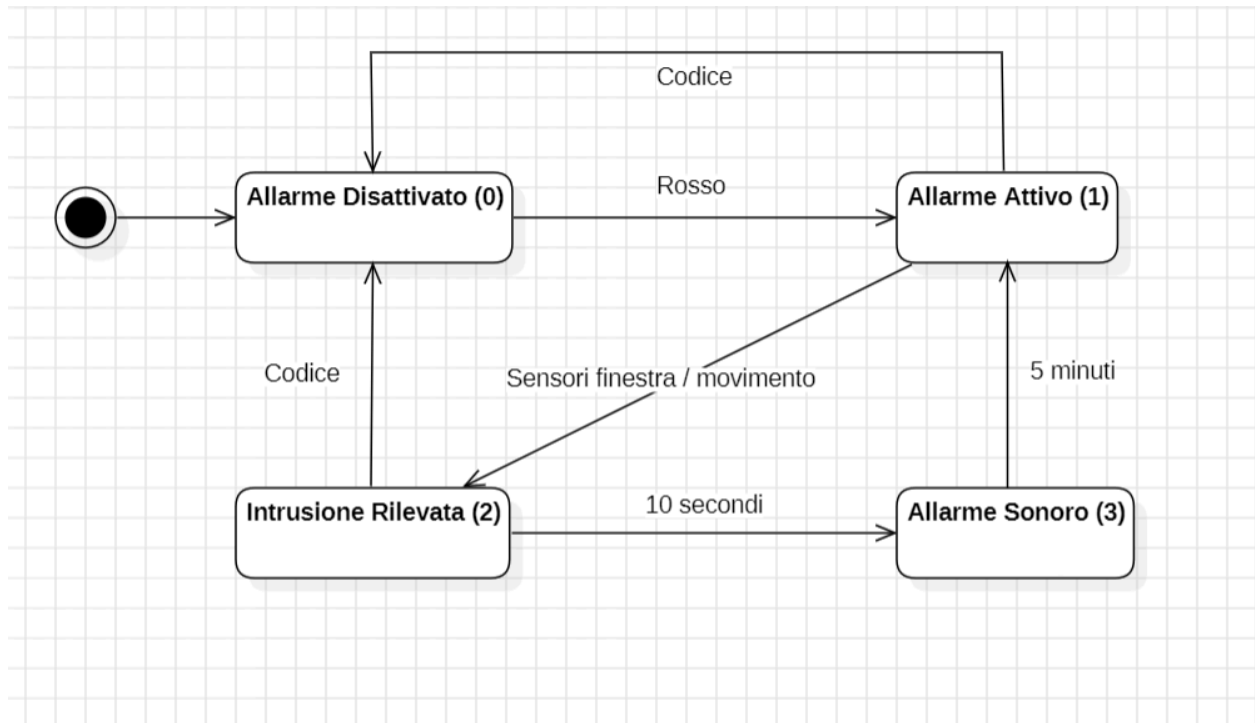 Codice
Allarme Disattivato (0)
Rosso
Allarme Attivo (1)
Codice
Sensori finestra / movimento
5 minuti
Intrusione Rilevata (2)
10 secondi
Allarme Sonoro (3)